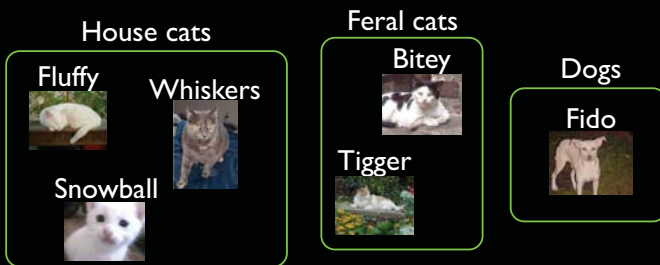 House cats
Fluffy
Whiskers
Snowball
Feral cats
Bitey
Tigger
Dogs
Fido